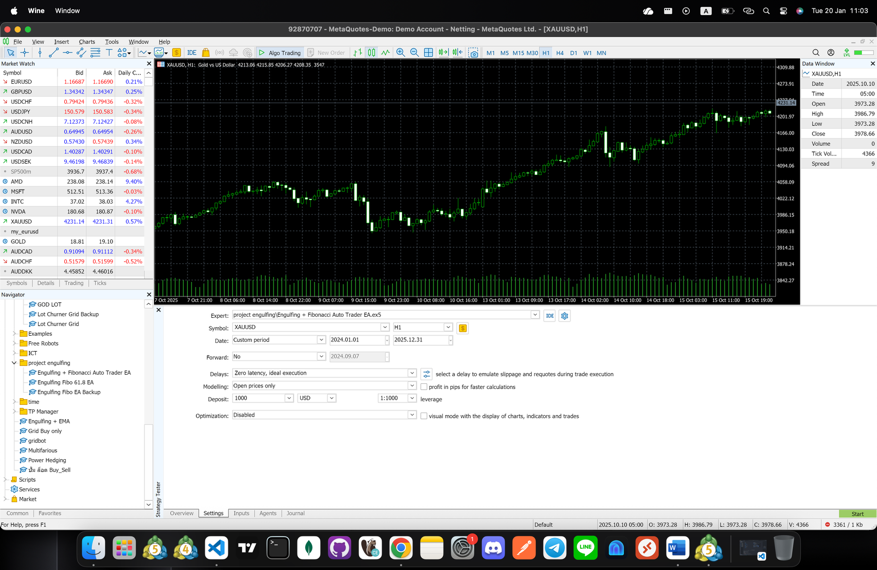 Wine Window
A
Tue 20 Jan 11:03
92870707 - MetaQuotes-Demo: Demo Account - Netting - MetaQuotes Ltd. - [XAUUSD,H1]
File View Insert Charts Tools Window Help
IDE Algo Trading New Order M1 M5 M15 M30 H1 H4 D1 W1 MN
Market Watch
Symbol Bid Ask Daily C...
EURUSD 1.16687 1.16690 0.21%
GBPUSD 1.34342 1.34347 0.25%
USDCHF 0.79424 0.79436 -0.32%
USDJPY 150.579 150.583 -0.34%
USDCNH 7.12373 7.12427 -0.08%
AUDUSD 0.64945 0.64954 -0.26%
NZDUSD 0.57430 0.57439 0.34%
USDCAD 1.40287 1.40291 -0.10%
USDSEK 9.46198 9.46839 -0.14%
SP500m 3936.7 3937.4 -0.68%
AMD 238.08 238.14 9.40%
MSFT 512.51 513.36 -0.03%
INTC 37.02 38.03 4.27%
NVDA 180.68 180.87 -0.10%
XAUUSD 4231.14 4231.31 0.57%
my_eurusd
GOLD 18.81 19.10
AUDCAD 0.91094 0.91112 -0.34%
AUDCHF 0.51579 0.51599 -0.52%
AUDDKK 4.45852 4.46016
Symbols Details Trading Ticks
XAUUSD, H1: Gold vs US Dollar 4213.06 4215.85 4206.27 4208.35 3547
4309.88
4273.91
4201.97
4166.00
4130.03
4094.06
4058.09
4022.12
3986.15
3950.18
3914.21
3878.24
3842.27
7 Oct 2025 7 Oct 21:00 8 Oct 06:00 8 Oct 14:00 8 Oct 22:00 9 Oct 07:00 9 Oct 15:00 9 Oct 23:00 10 Oct 08:00 10 Oct 16:00 13 Oct 01:00 13 Oct 09:00 13 Oct 17:00 14 Oct 02:00 14 Oct 10:00 14 Oct 18:00 15 Oct 03:00 15 Oct 11:00 15 Oct 19:00
Data Window
XAUUSD,H1
Date 2025.10.10
Time 05:00
Open 3973.28
High 3986.79
Low 3973.28
Close 3978.66
Volume 0
Tick Vol... 4366
Spread 9
Navigator
GOD LOT
Lot Churner Grid Backup
Lot Churner Grid
Examples
Free Robots
ICT
project engulfing
Engulfing + Fibonacci Auto Trader EA
Engulfing Fibo 61.8 EA
Engulfing Fibo EA Backup
time
TP Manager
Engulfing + EMA
Grid Buy only
gridbot
Multifarious
Power Hedging
Buy_Sell
Scripts
Services
Market
Common Favorites
Expert: project engulfing\Engulfing + Fibonacci Auto Trader EA.ex5 IDE
Symbol: XAUUSD H1
Date: Custom period 2024.01.01 2025.12.31
Forward: No 2024.09.07
Delays: Zero latency, ideal execution select a delay to emulate slippage and requotes during trade execution
Modelling: Open prices only profit in pips for faster calculations
Deposit: 1000 USD 1:1000 leverage
Optimization: Disabled visual mode with the display of charts, indicators and trades
Strategy Tester
Overview Settings Inputs Agents Journal
Start
For Help, press F1 Default 2025.10.10 05:00 O: 3973.28 H: 3986.79 L: 3973.28 C: 3978.66 V: 4366 3361 / 1 Kb
5 4 1 LINE W 5